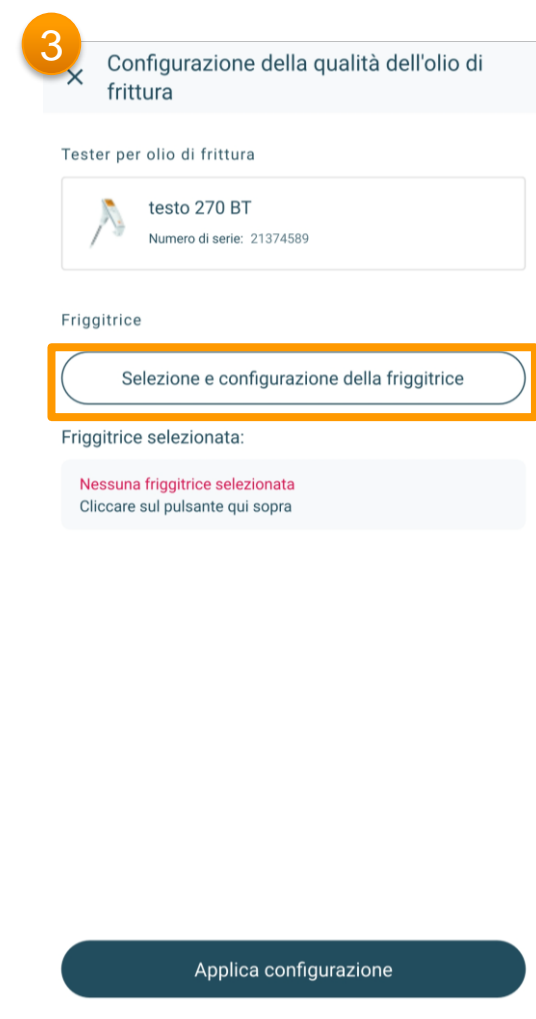 3
Configurazione della qualità dell'olio di
frittura
Tester per olio di frittura
testo 270 BT
Numero di serie: 21374589
Friggitrice
Selezione e configurazione della friggitrice
Friggitrice selezionata:
Nessuna friggitrice selezionata
Cliccare sul pulsante qui sopra
Applica configurazione